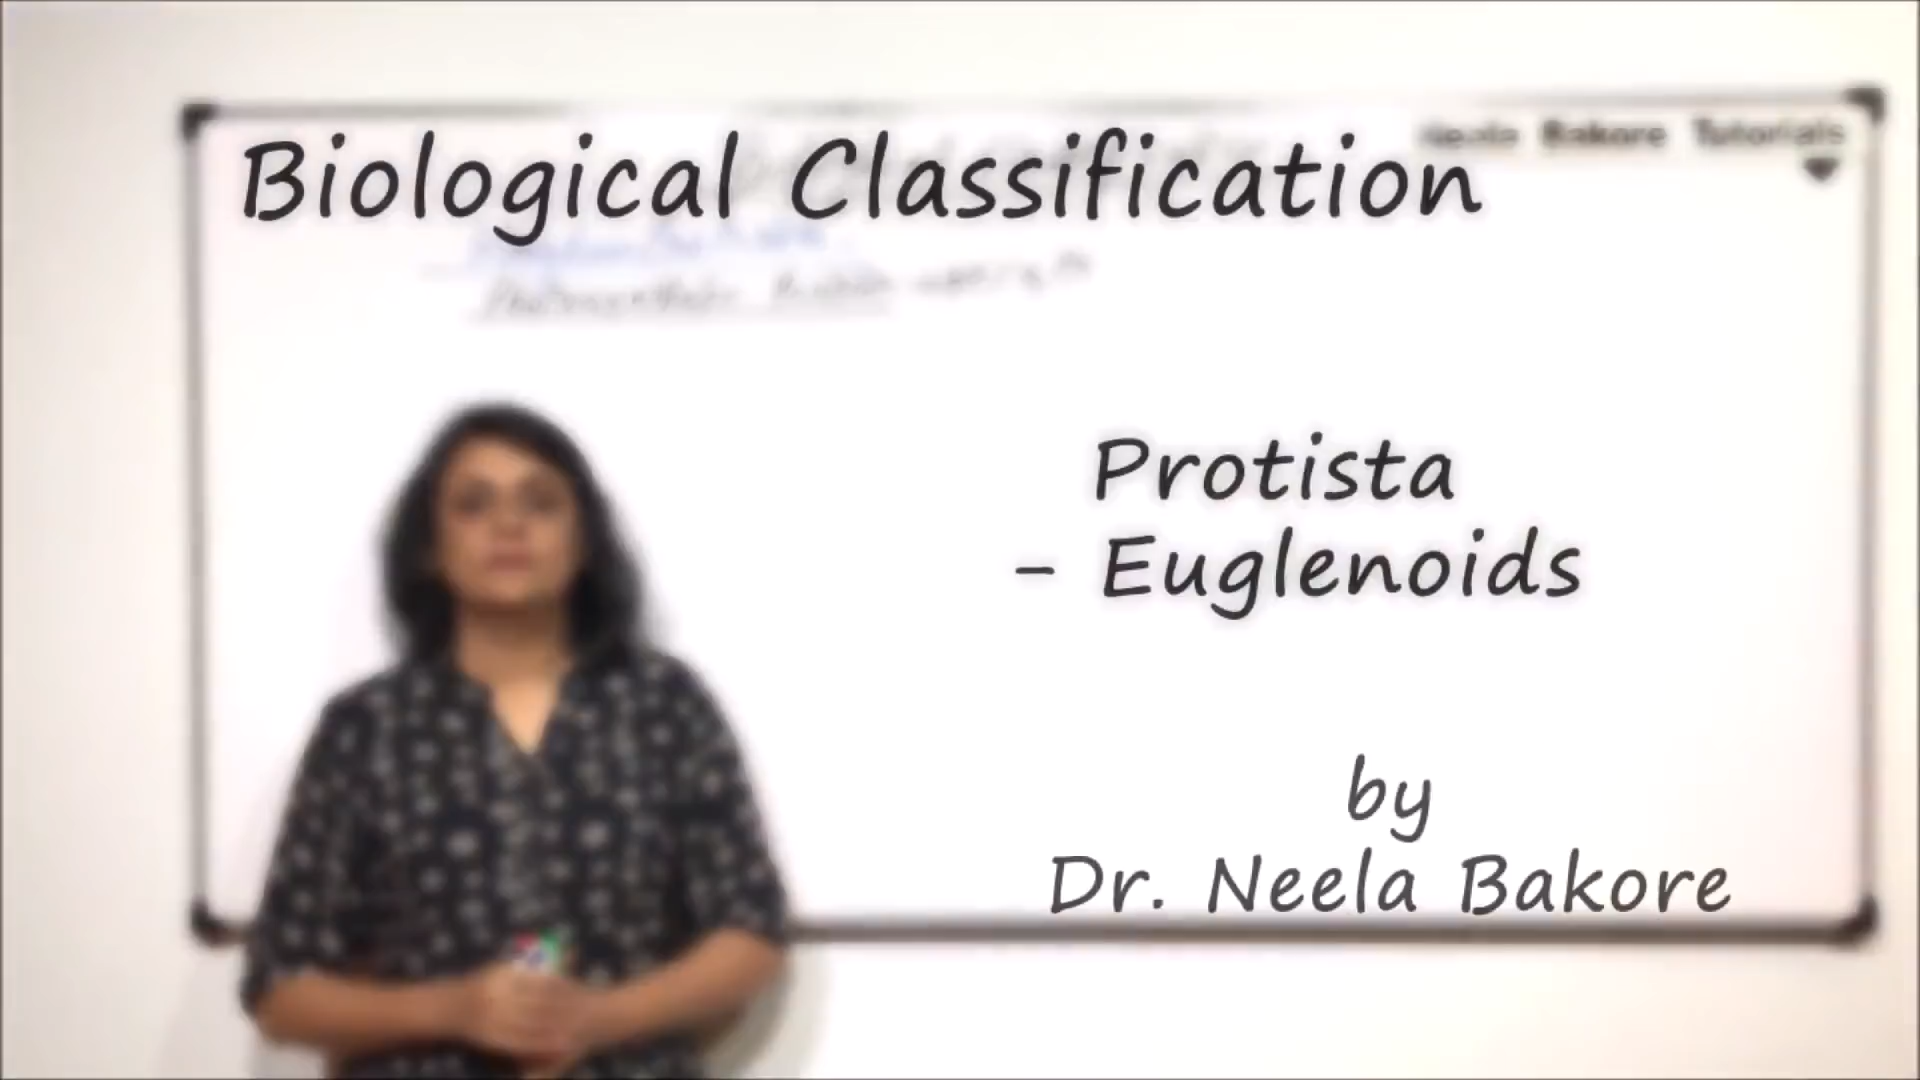 Biological Classification
Neela Bakore Tutorials
Protista
- Euglenoids
by
Dr. Neela Bakore